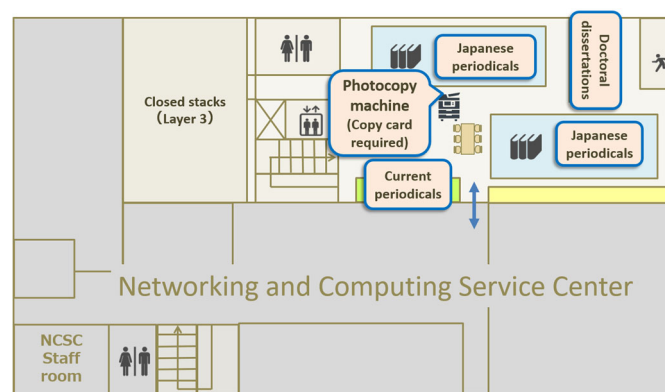 Japanese
periodicals
Doctoral
dissertations
Closed stacks
(Layer 3)
Photocopy
machine
(Copy card
required)
Japanese
periodicals
Current
periodicals
Networking and Computing Service Center
NCSC
Staff
room